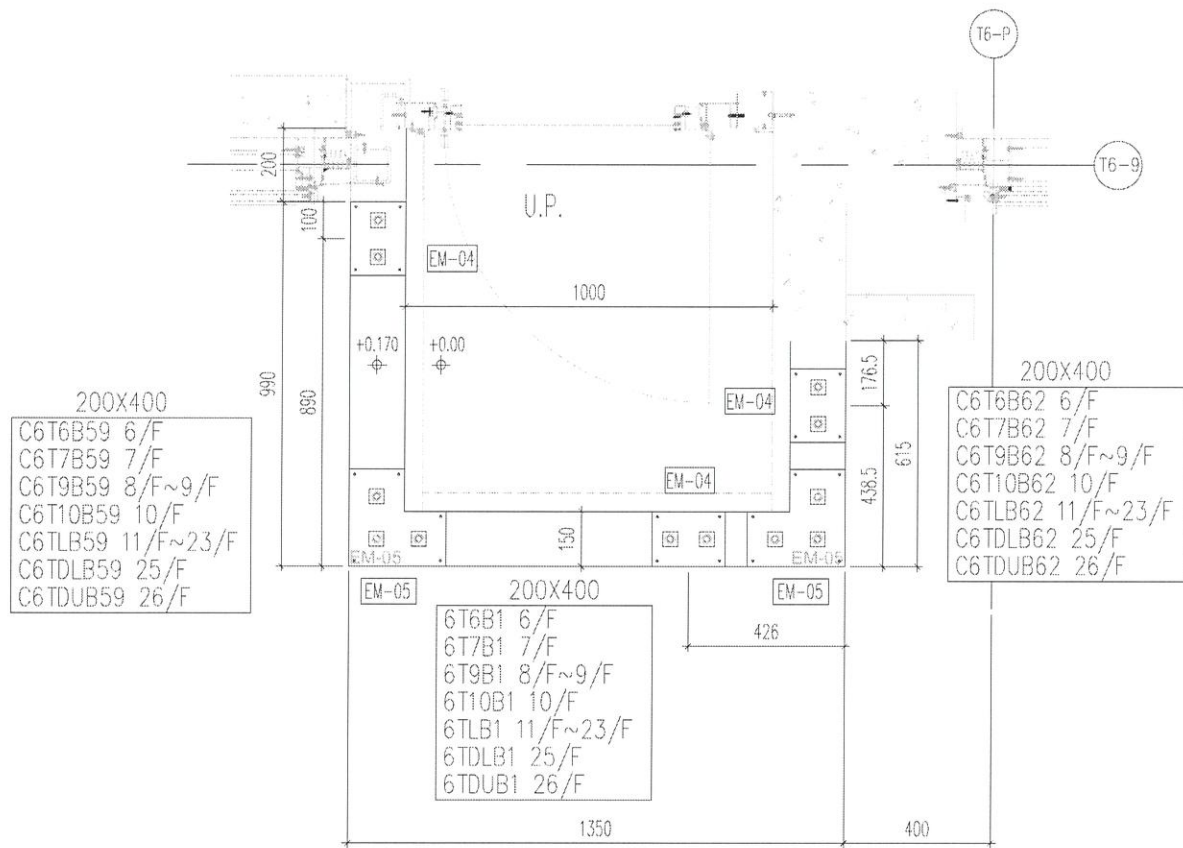 T6-P
T6-9
200
100
U.P.
EM-04
1000
+0.170
+0.00
990
890
176.5
615
438.5
EM-04
EM-04
200X400
C6T6B59 6/F
C6T7B59 7/F
C6T9B59 8/F~9/F
C6T10B59 10/F
C6TLB59 11/F~23/F
C6TDLB59 25/F
C6TDUB59 26/F
200X400
C6T6B62 6/F
C6T7B62 7/F
C6T9B62 8/F~9/F
C6T10B62 10/F
C6TLB62 11/F~23/F
C6TDLB62 25/F
C6TDUB62 26/F
150
EM-05
EM-05
EM-05
EM-05
200X400
6T6B1 6/F
6T7B1 7/F
6T9B1 8/F~9/F
6T10B1 10/F
6TLB1 11/F~23/F
6TDLB1 25/F
6TDUB1 26/F
426
1350
400